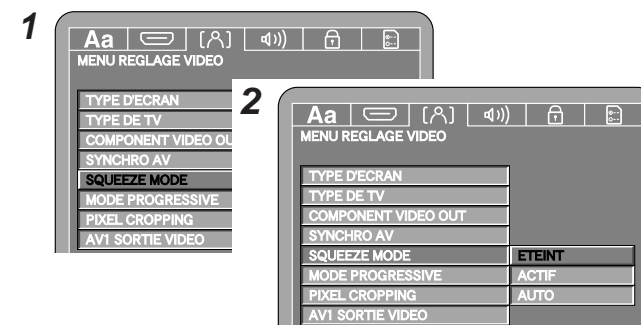 1
Aa
MENU REGLAGE VIDEO
TYPE D'ECRAN
TYPE DE TV
COMPONENT VIDEO OU
SYNCHRO AV
SQUEEZE MODE
MODE PROGRESSIVE
PIXEL CROPPING
AV1 SORTIE VIDEO
2
Aa
MENU REGLAGE VIDEO
TYPE D'ECRAN
TYPE DE TV
COMPONENT VIDEO OUT
SYNCHRO AV
SQUEEZE MODE ETEINT
MODE PROGRESSIVE ACTIF
PIXEL CROPPING AUTO
AV1 SORTIE VIDEO